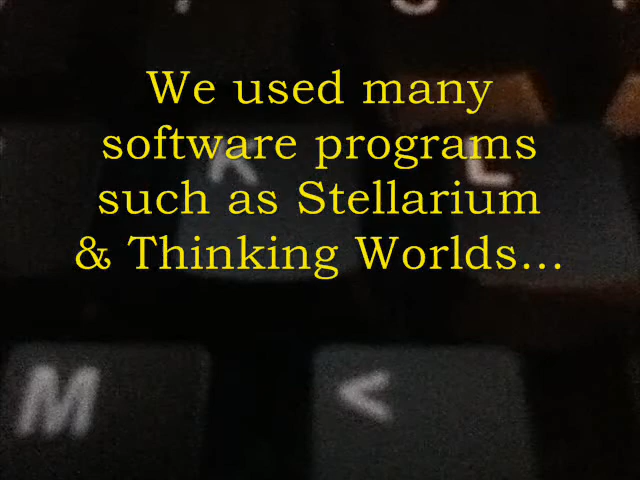 We used many
software programs
such as Stellarium
& Thinking Worlds...
K
L
M
<